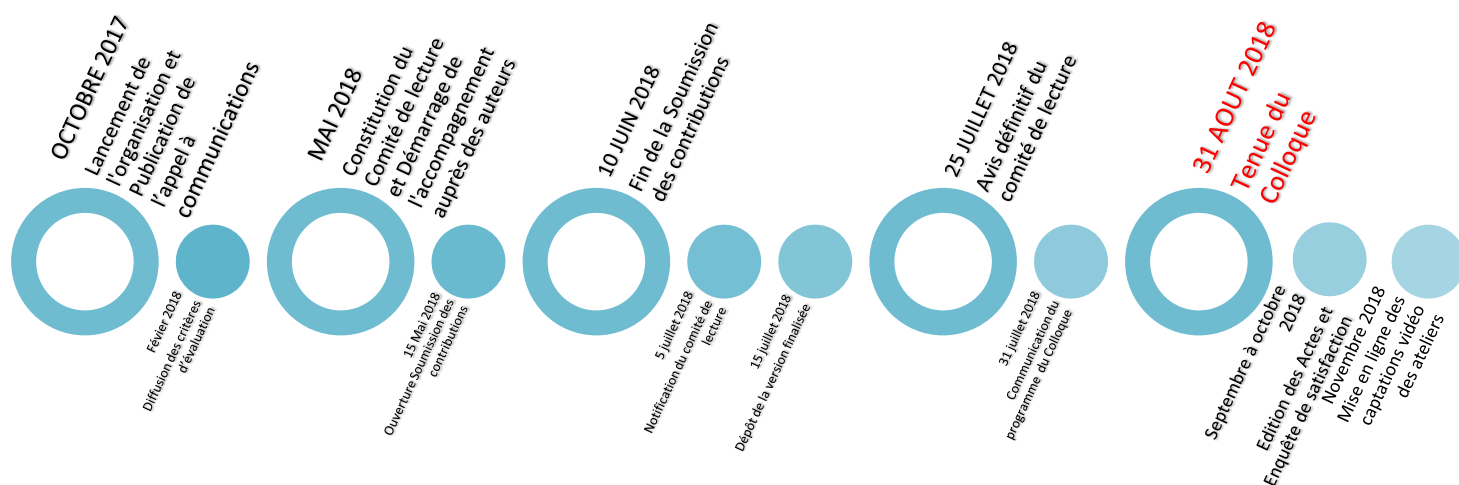 OCTOBRE 2017
Lancement de
l'organisation et
Publication de
l'appel à
communications
Févier 2018
Diffusion des critères
d'évaluation
MAI 2018
Constitution du
Comité de lecture
et Démarrage de
l'accompagnement
auprès des auteurs
15 Mai 2018
Ouverture Soumission des
contributions
10 JUIN 2018
Fin de la Soumission
des contributions
5 juillet 2018
Notification du comité de
lecture
15 juillet 2018
Dépôt de la version finalisée
25 JUILLET 2018
Avis définitif du
comité de lecture
31 juillet 2018
Communication du
programme du Colloque
31 AOUT 2018
Tenue du
Colloque
Septembre à octobre
2018
Edition des Actes et
Enquête de satisfaction
Novembre 2018
Mise en ligne des
captations vidéo
des ateliers